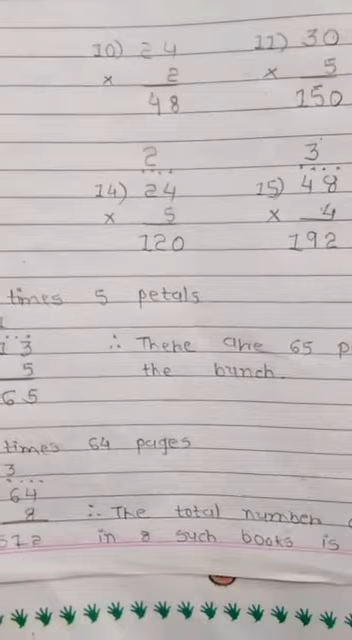 10) 24 11) 30
× 2 × 5
48 150
2 3
14) 24 15) 48
× 5 × 4
120 192
times 5 petals
13 ∴ There are 65 p
5 the bunch.
65
times 64 pages
3
64
8 ∴ The total number
572 in 8 such books is